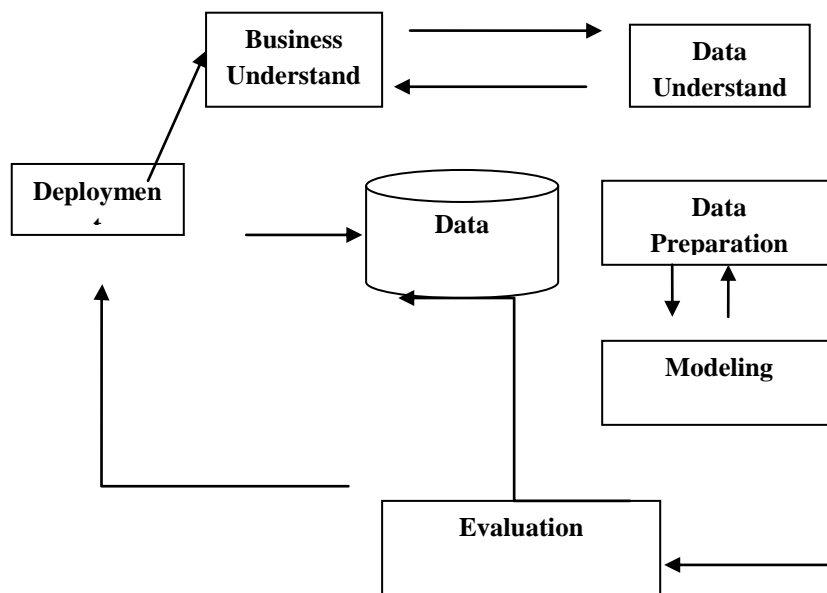 Business
Understand
Data
Understand
Deploymen
Data
Data
Preparation
Modeling
Evaluation